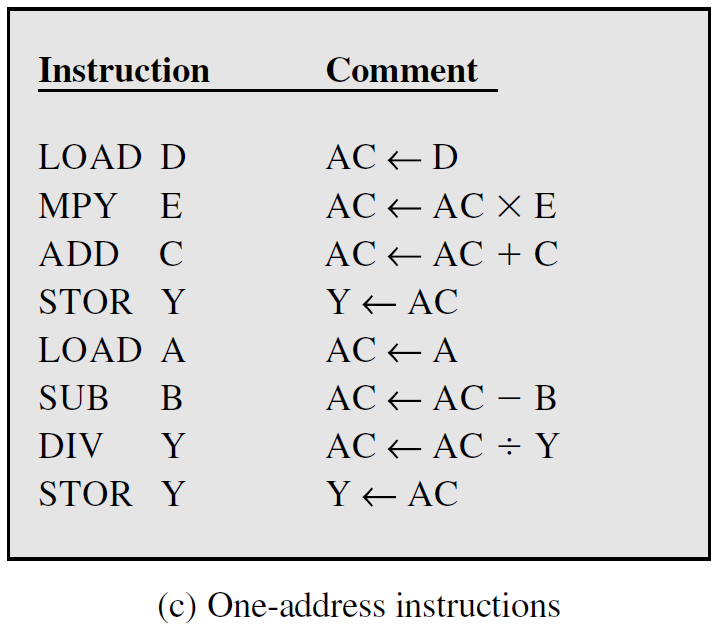 Instruction Comment
LOAD D AC ← D
MPY E AC ← AC × E
ADD C AC ← AC + C
STOR Y Y ← AC
LOAD A AC ← A
SUB B AC ← AC − B
DIV Y AC ← AC ÷ Y
STOR Y Y ← AC
(c) One-address instructions